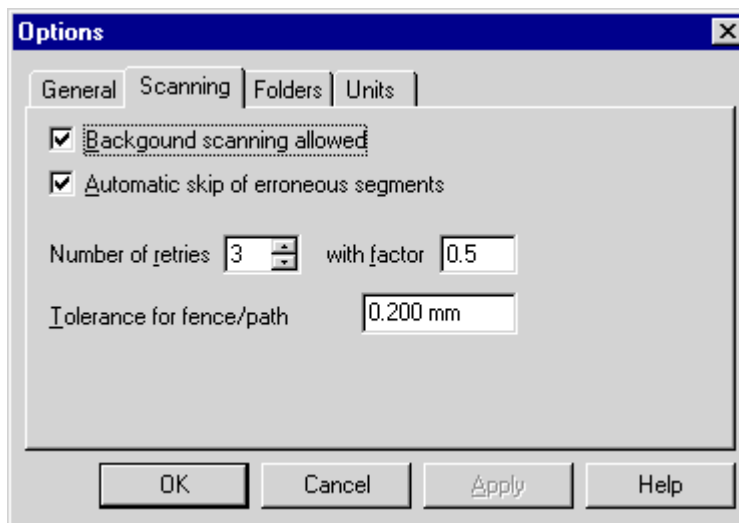 Options
General Scanning Folders Units
Backgound scanning allowed
Automatic skip of erroneous segments
Number of retries 3 with factor 0.5
Tolerance for fence/path 0.200 mm
OK Cancel Apply Help